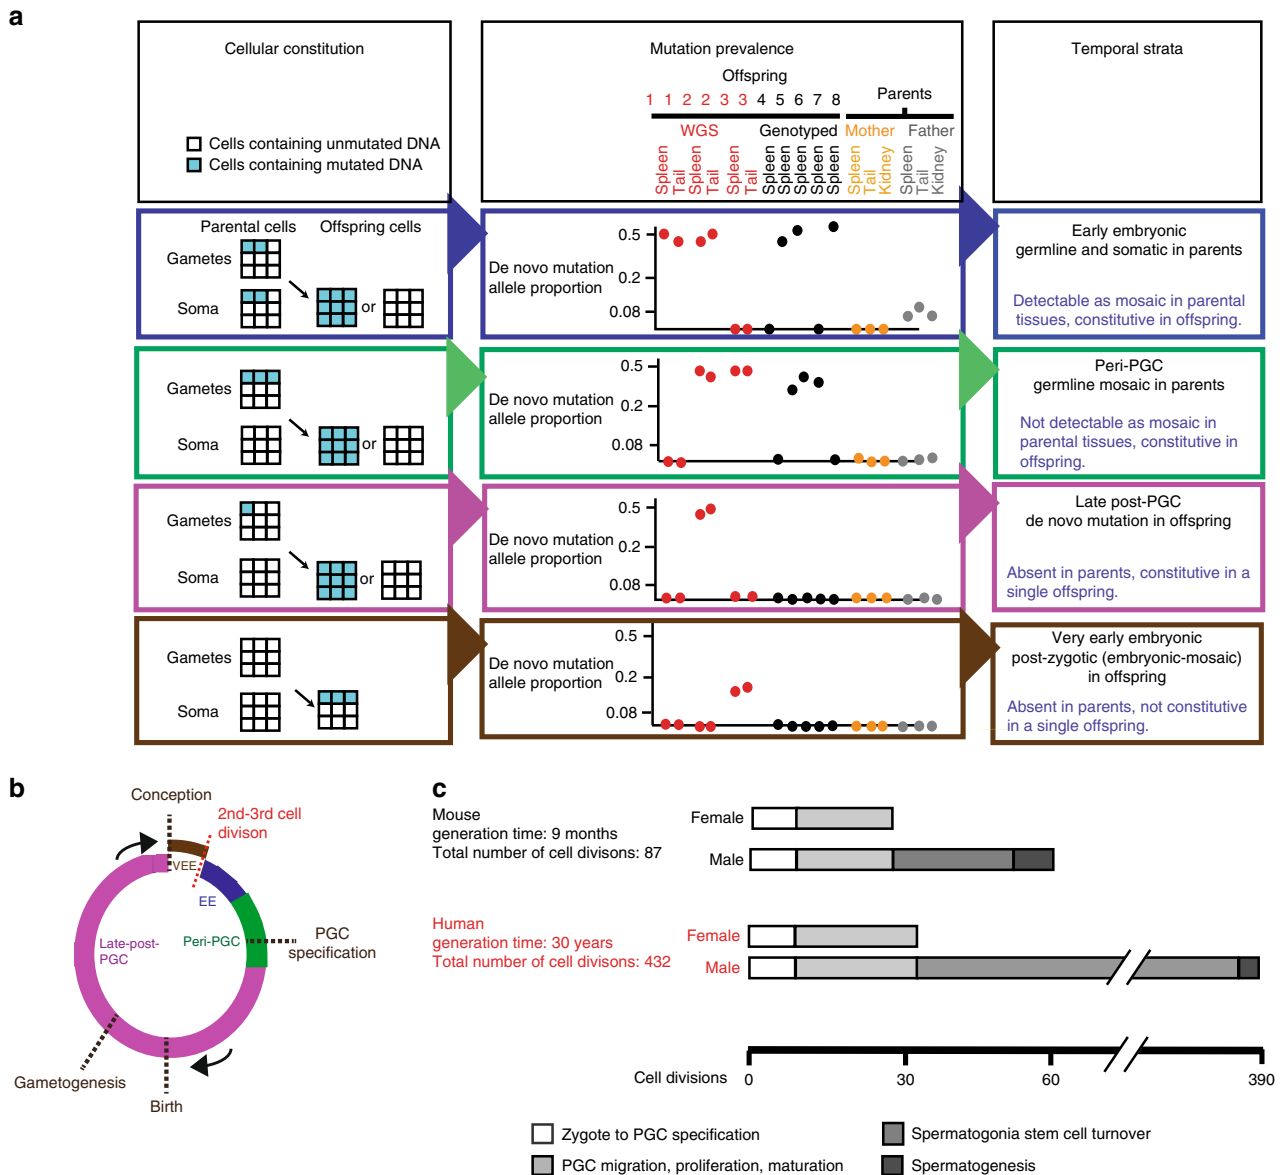 a
Cellular constitution
Cells containing unmutated DNA
Cells containing mutated DNA
Mutation prevalence
Offspring
1 1 2 2 3 3 4 5 6 7 8
Parents
WGS
Genotyped
Mother
Father
Spleen
Tail
Spleen
Tail
Spleen
Tail
Spleen
Spleen
Spleen
Spleen
Spleen
Spleen
Tail
Kidney
Spleen
Tail
Kidney
Temporal strata
Parental cells
Offspring cells
Gametes
Soma
or
De novo mutation
allele proportion
0.5
0.2
0.08
Early embryonic
germline and somatic in parents
Detectable as mosaic in parental
tissues, constitutive in offspring.
Gametes
Soma
or
De novo mutation
allele proportion
0.5
0.2
0.08
Peri-PGC
germline mosaic in parents
Not detectable as mosaic in
parental tissues, constitutive in
offspring.
Gametes
Soma
or
De novo mutation
allele proportion
0.5
0.2
0.08
Late post-PGC
de novo mutation in offspring
Absent in parents, constitutive in a
single offspring.
Gametes
Soma
De novo mutation
allele proportion
0.5
0.2
0.08
Very early embryonic
post-zygotic (embryonic-mosaic)
in offspring
Absent in parents, not constitutive
in a single offspring.
b
Conception
2nd-3rd cell
divison
VEE
EE
Peri-PGC
PGC
specification
Late-post-
PGC
Gametogenesis
Birth
c
Mouse
generation time: 9 months
Total number of cell divisons: 87
Female
Male
Human
generation time: 30 years
Total number of cell divisons: 432
Female
Male
Cell divisions
0
30
60
390
Zygote to PGC specification
PGC migration, proliferation, maturation
Spermatogonia stem cell turnover
Spermatogenesis